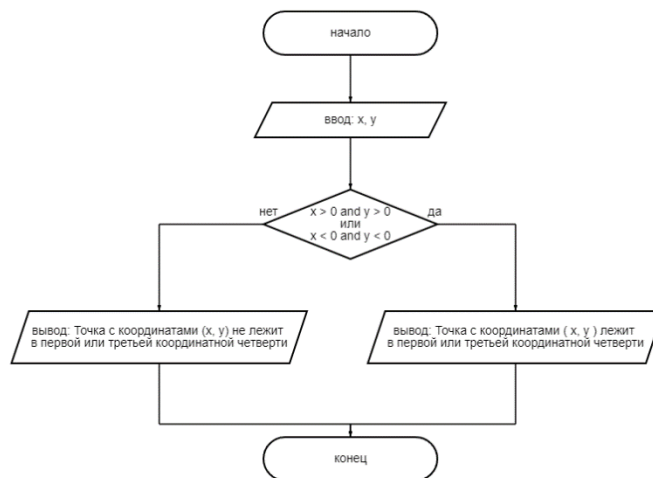 начало
ввод: x, y
нет
x > 0 and y > 0
или
x < 0 and y < 0
да
вывод: Точка с координатами (x, y) не лежит
в первой или третьей координатной четверти
вывод: Точка с координатами ( x, y ) лежит
в первой или третьей координатной четверти
конец